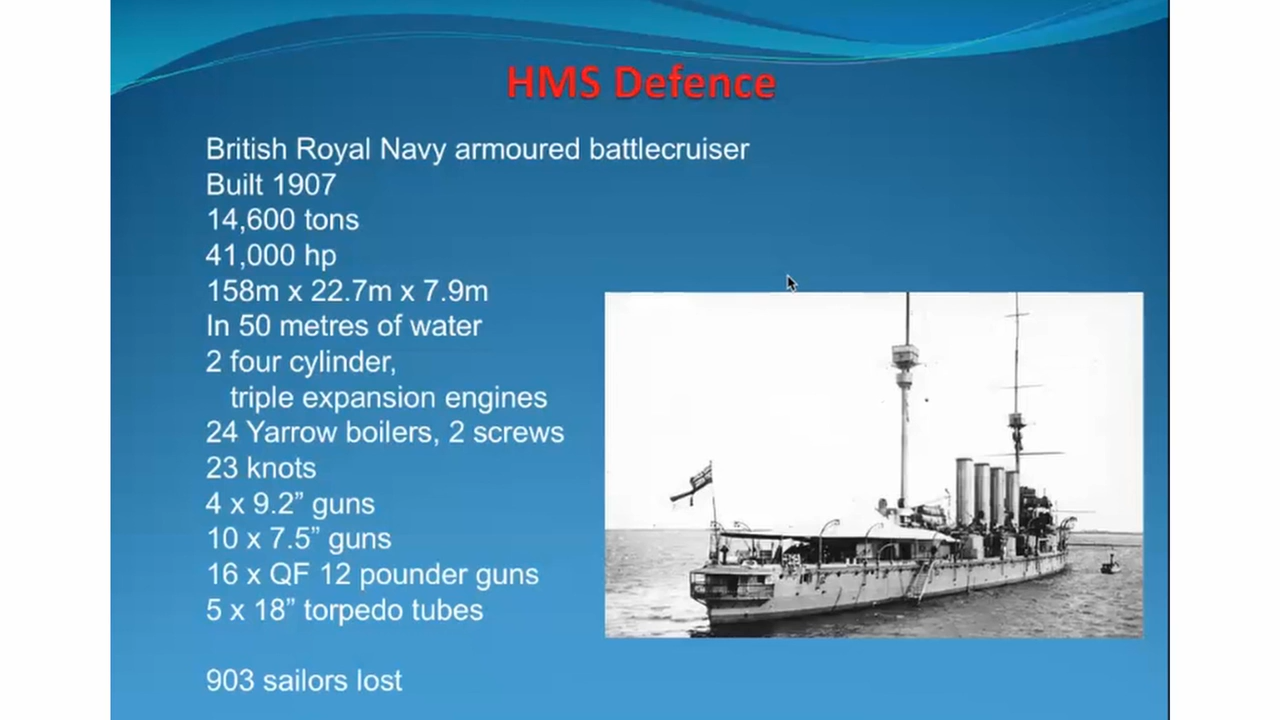 HMS Defence
British Royal Navy armoured battlecruiser
Built 1907
14,600 tons
41,000 hp
158m x 22.7m x 7.9m
In 50 metres of water
2 four cylinder,
triple expansion engines
24 Yarrow boilers, 2 screws
23 knots
4 x 9.2” guns
10 x 7.5” guns
16 x QF 12 pounder guns
5 x 18” torpedo tubes
903 sailors lost